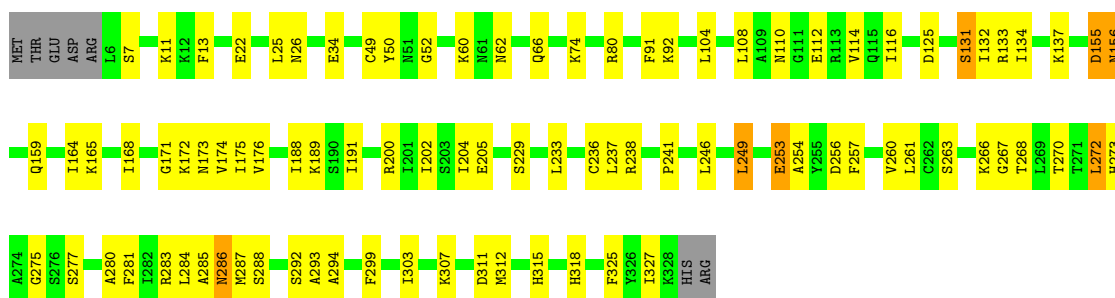 MET THR GLU ASP ARG L6 S7 K11 K12 F13 E22 L25 N26 E34 C49 Y50 N51 G52 K60 N61 N62 Q66 K74 R80 F91 K92 L104 L108 A109 N110 G111 E112 R113 V114 Q115 I116 D125 S131 I132 R133 I134 K137 D155 N156
Q159 I164 K165 I168 G171 K172 N173 V174 I175 V176 I188 K189 S190 I191 R200 I201 I202 S203 I204 E205 S229 L233 C236 L237 R238 P241 L246 L249 E253 A254 Y255 D256 F257 V260 L261 C262 S263 K266 G267 T268 L269 T270 T271 L272 H273
A274 G275 S276 S277 A280 F281 I282 R283 L284 A285 N286 M287 S288 S292 A293 A294 F299 I303 K307 D311 M312 H315 H318 F325 Y326 I327 K328 HIS ARG